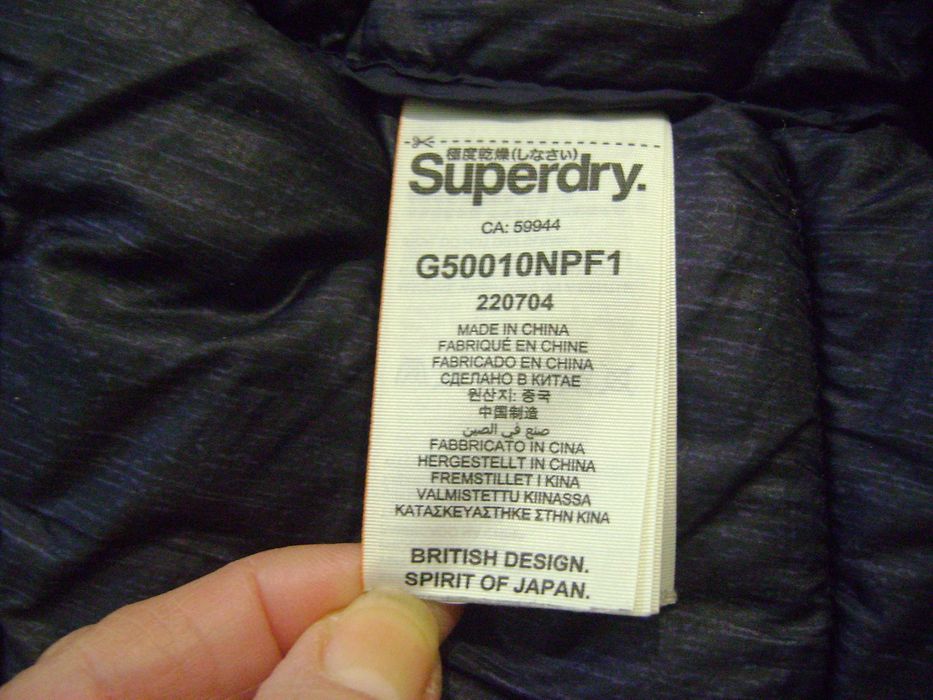 極度乾燥(しなさい)
Superdry.
CA: 59944
G50010NPF1
220704
MADE IN CHINA
FABRIQUÉ EN CHINE
FABRICADO EN CHINA
СДЕЛАНО В КИТАЕ
원산지: 중국
中国制造
صنع في الصين
FABBRICATO IN CINA
HERGESTELLT IN CHINA
FREMSTILLET I KINA
VALMISTETTU KIINASSA
ΚΑΤΑΣΚΕΥΑΣΤΗΚΕ ΣΤΗΝ ΚΙΝΑ
BRITISH DESIGN.
SPIRIT OF JAPAN.